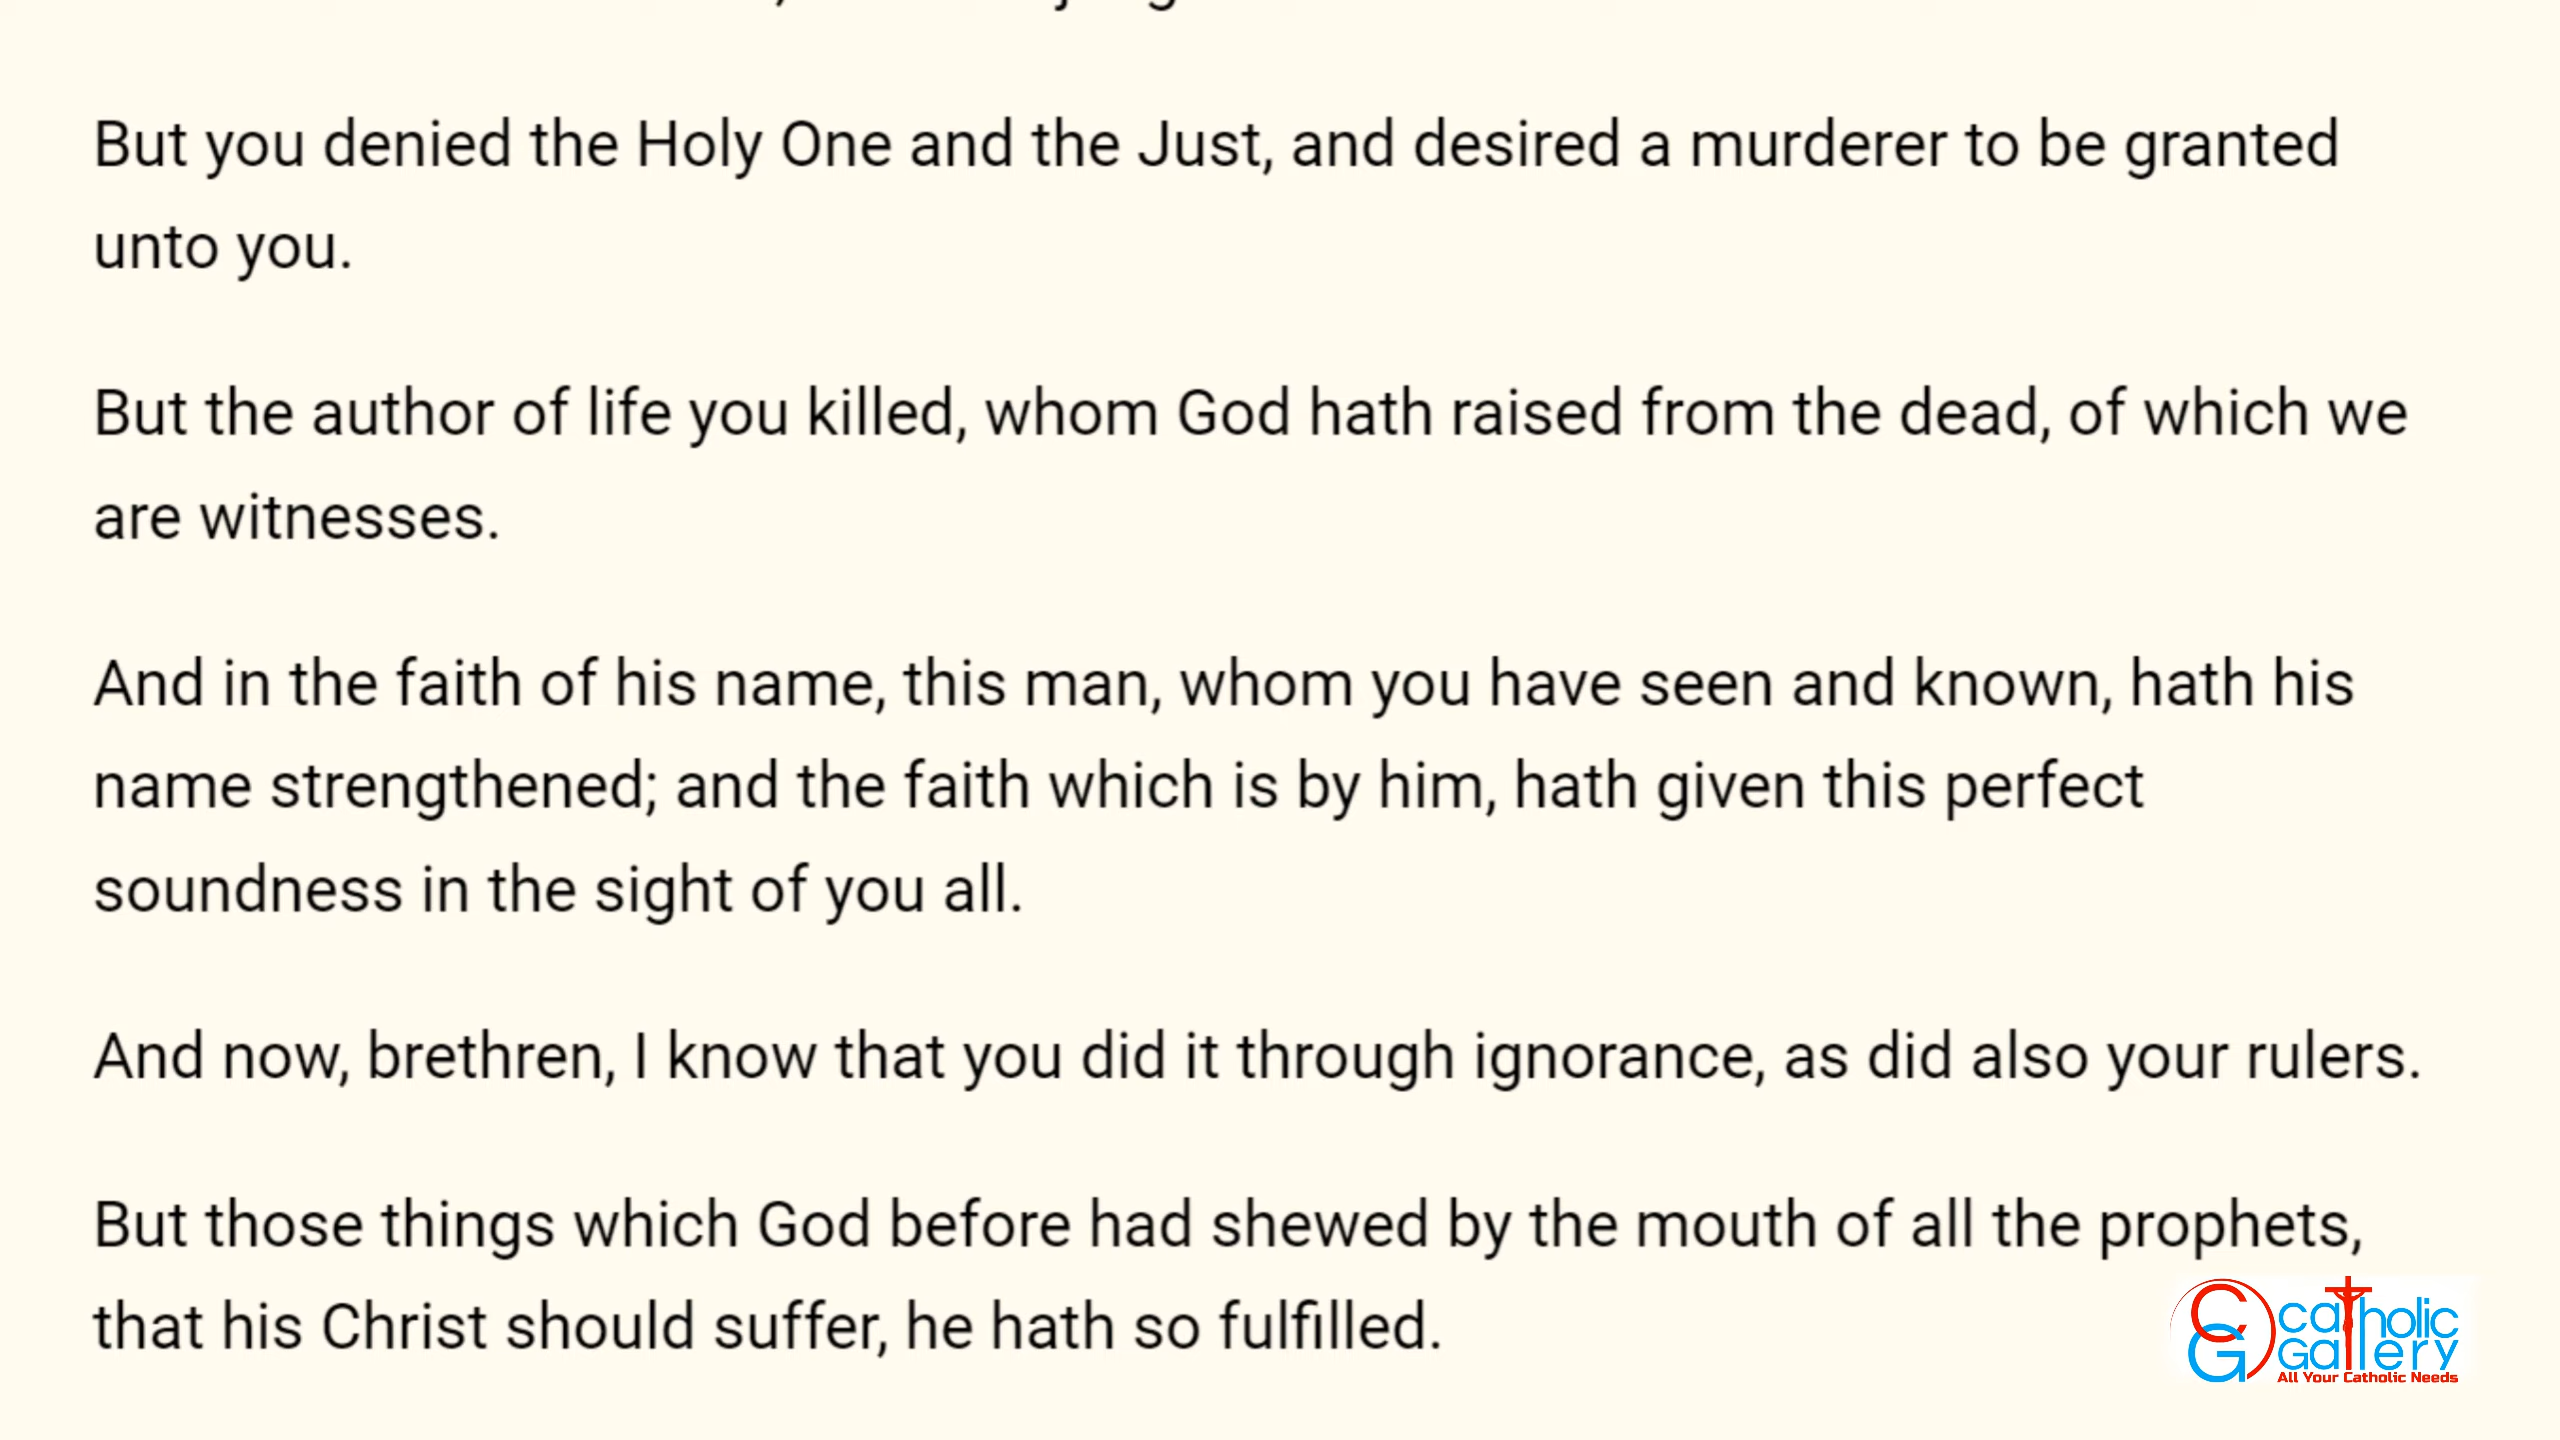 But you denied the Holy One and the Just, and desired a murderer to be granted
unto you.
But the author of life you killed, whom God hath raised from the dead, of which we
are witnesses.
And in the faith of his name, this man, whom you have seen and known, hath his
name strengthened; and the faith which is by him, hath given this perfect
soundness in the sight of you all.
And now, brethren, I know that you did it through ignorance, as did also your rulers.
But those things which God before had shewed by the mouth of all the prophets,
that his Christ should suffer, he hath so fulfilled.
CG
catholic
Gallery
All Your Catholic Needs